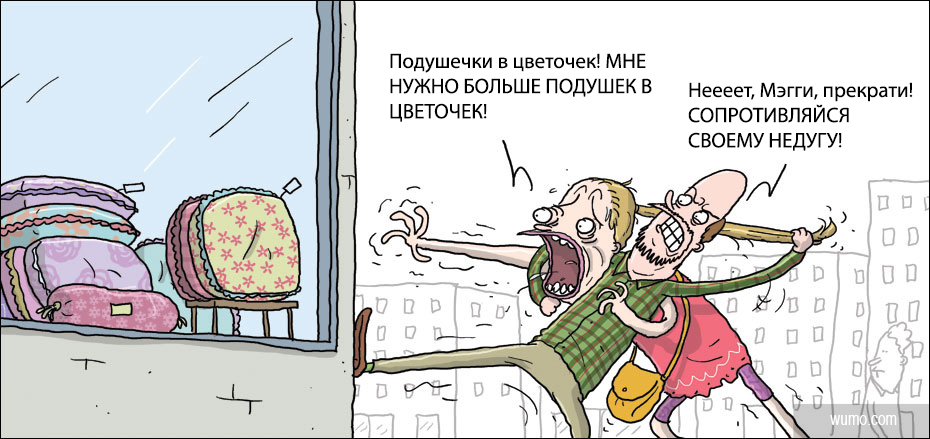 Подушечки в цветочек! МНЕ
НУЖНО БОЛЬШЕ ПОДУШЕК В
ЦВЕТОЧЕК!
Неееет, Мэгги, прекрати!
СОПРОТИВЛЯЙСЯ
СВОЕМУ НЕДУГУ!
wumo.com